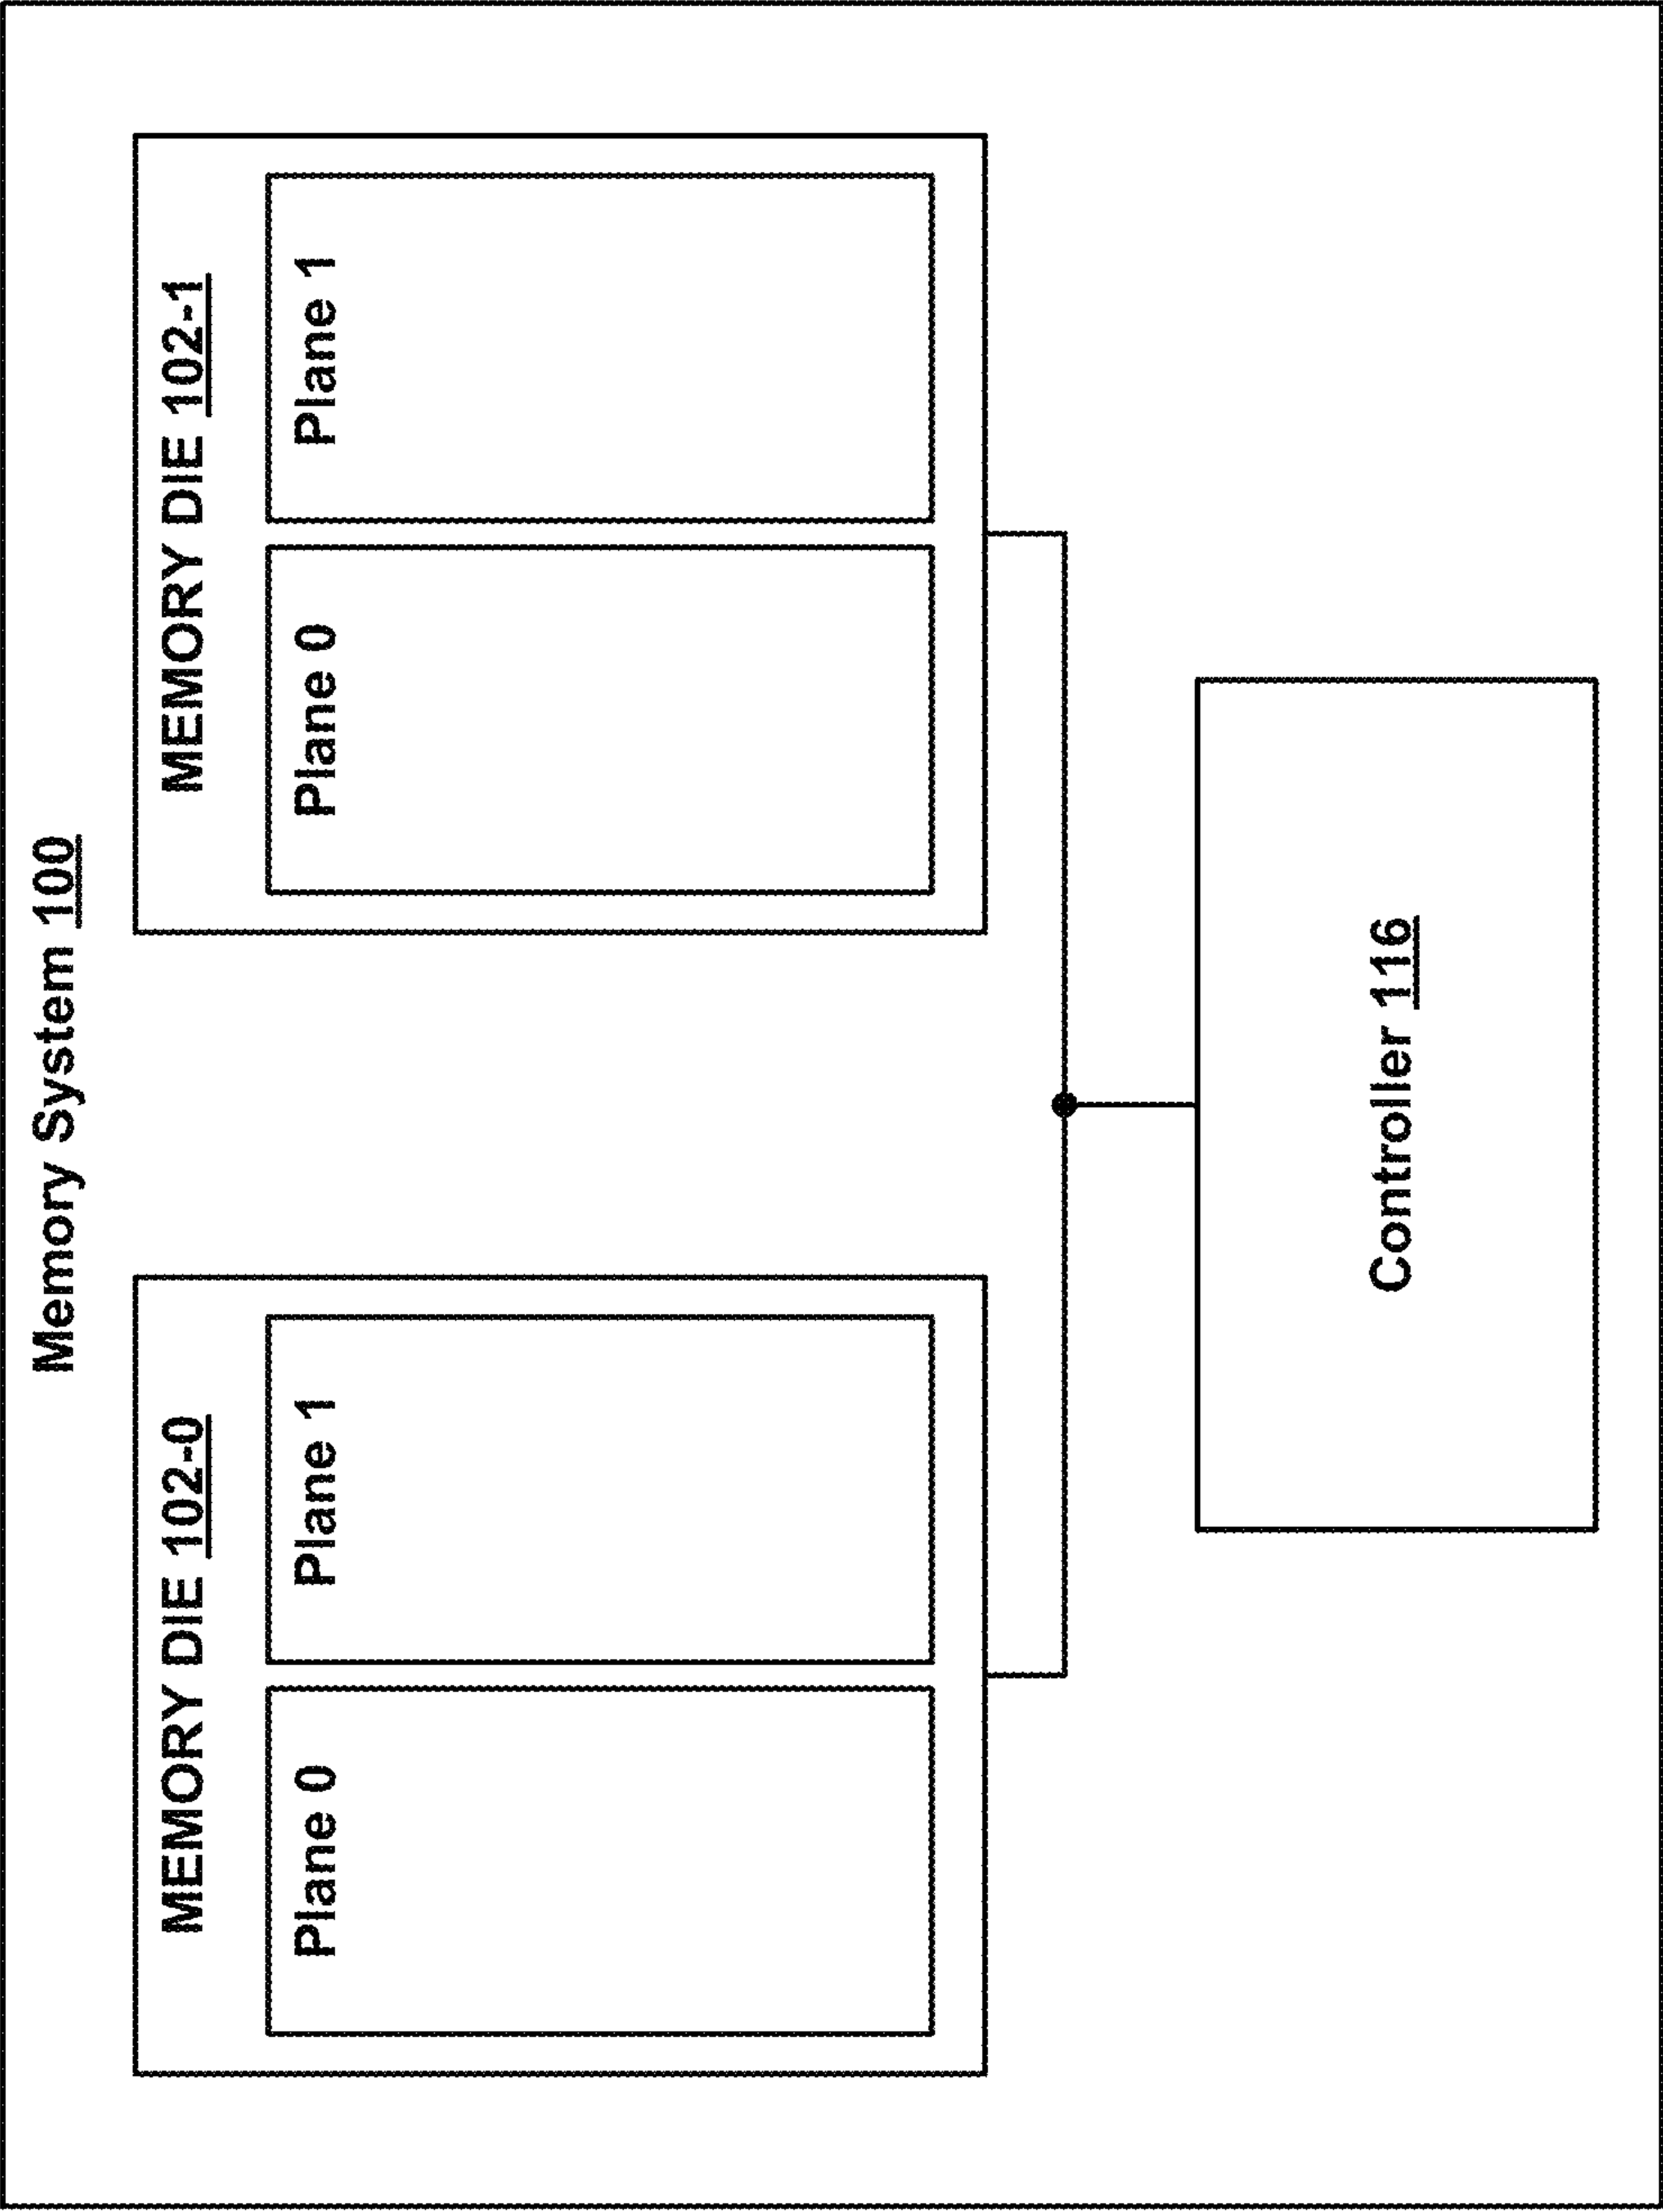 Memory System 100
MEMORY DIE 102-0
Plane 0
Plane 1
MEMORY DIE 102-1
Plane 0
Plane 1
Controller 116